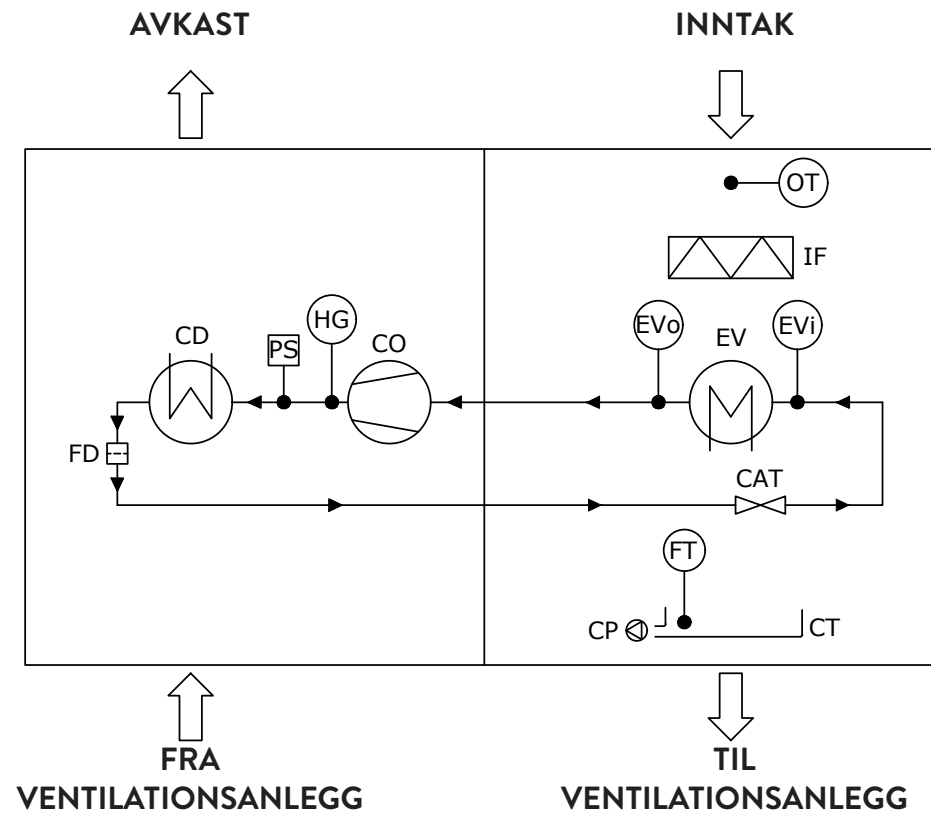 AVKAST
INNTAK
OT
IF
HG
EVo
EVi
CD
PS
CO
EV
FD
CAT
FT
CP
CT
FRA
VENTILATIONSANLEGG
TIL
VENTILATIONSANLEGG